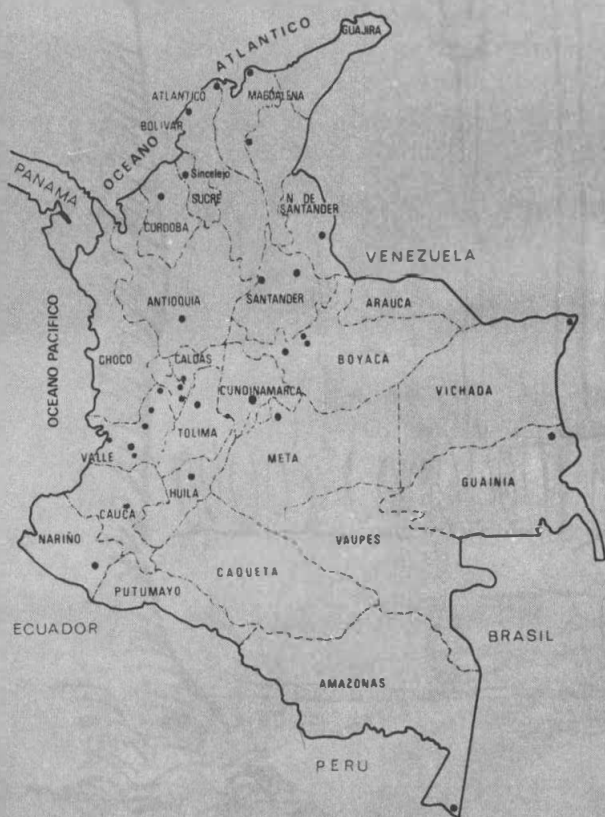 GUAJIRA
OCEANO ATLANTICO
ATLANTICO
MAGDALENA
BOLIVAR
PANAMA
Sincelejo
SUCRE
N DE
SANTANDER
CORDOBA
VENEZUELA
ANTIOQUIA
SANTANDER
ARAUCA
OCEANO PACIFICO
CHOCO
CALDAS
BOYACA
CUNDINAMARCA
VICHADA
TOLIMA
VALLE
META
HUILA
GUAINIA
CAUCA
NARIÑO
VAUPES
CAQUETA
PUTUMAYO
ECUADOR
BRASIL
AMAZONAS
PERU